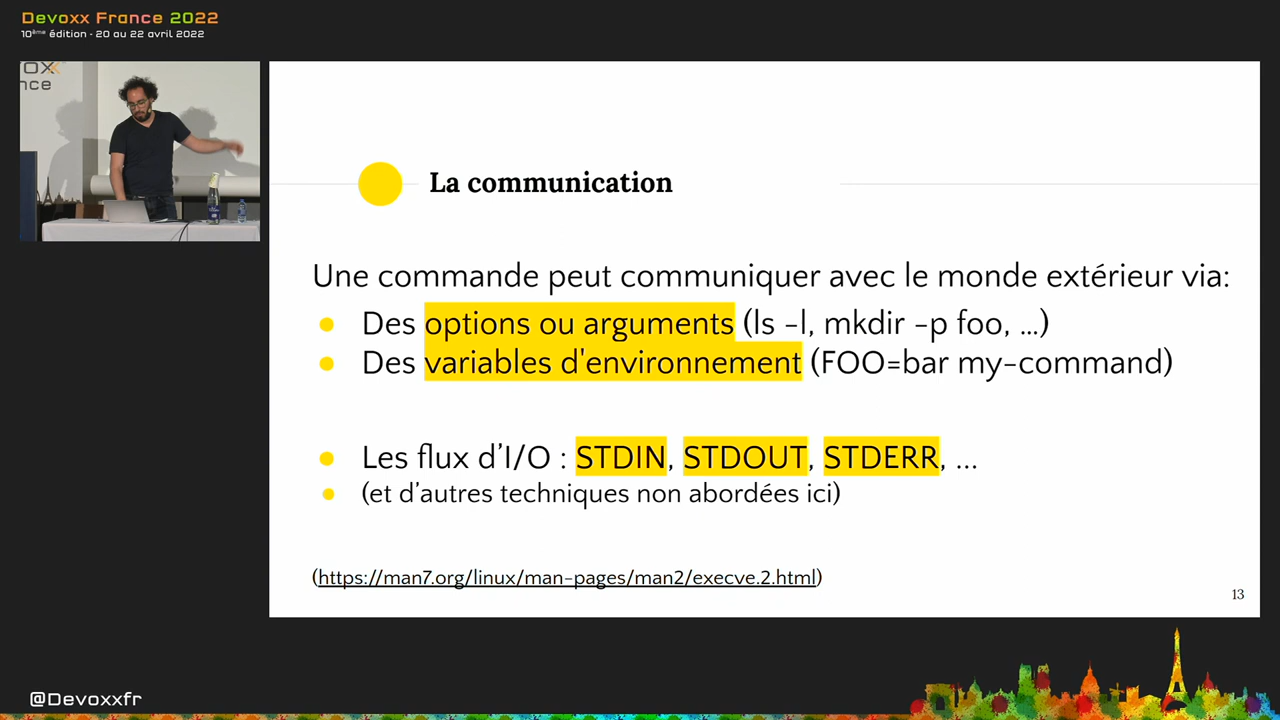 Devoxx France 2022
10ème édition - 20 au 22 avril 2022
OXX
nce
La communication
Une commande peut communiquer avec le monde extérieur via:
Des options ou arguments (ls -l, mkdir -p foo, …)
Des variables d'environnement (FOO=bar my-command)
Les flux d’I/O : STDIN, STDOUT, STDERR, …
(et d’autres techniques non abordées ici)
(https://man7.org/linux/man-pages/man2/execve.2.html)
13
@Devoxxfr